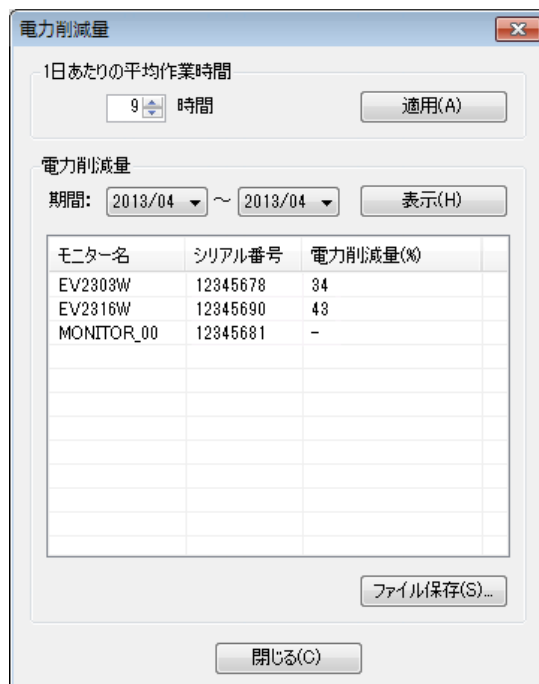 電力削減量
1日あたりの平均作業時間
9 時間 適用(A)
電力削減量
期間: 2013/04 ～ 2013/04 表示(H)
モニター名 シリアル番号 電力削減量(%)
EV2303W 12345678 34
EV2316W 12345690 43
MONITOR_00 12345681 -
ファイル保存(S)...
閉じる(C)